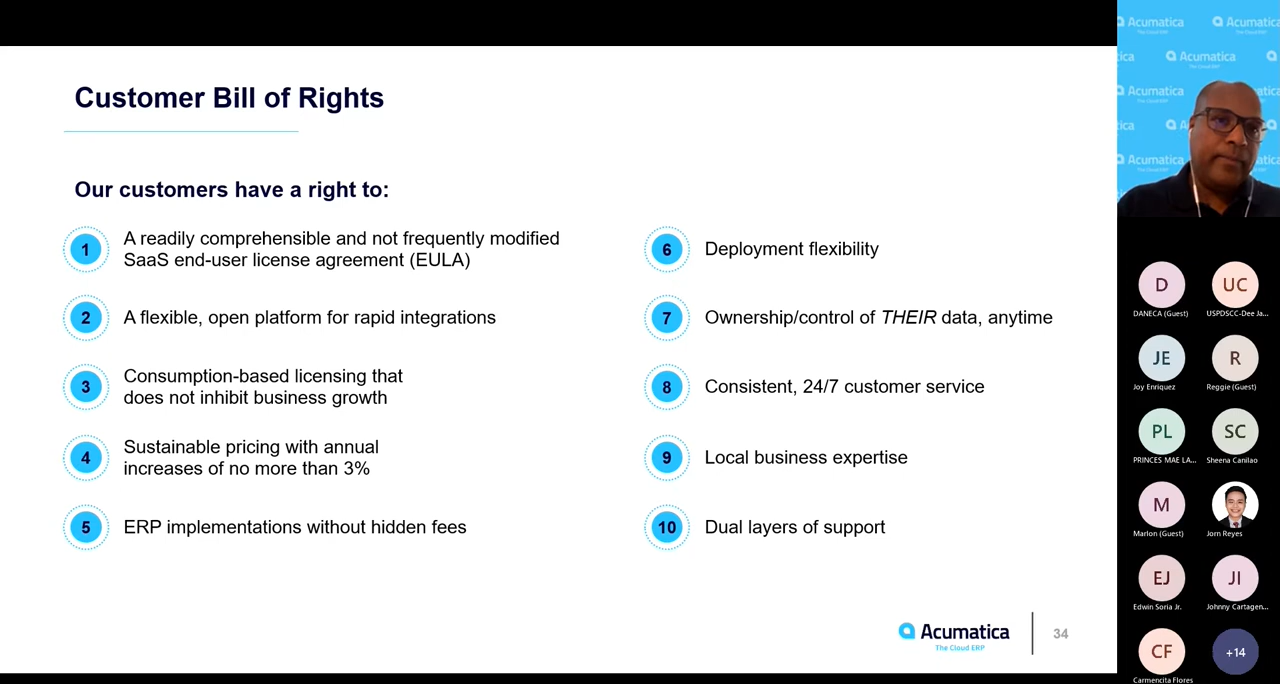 Customer Bill of Rights
Our customers have a right to:
1
A readily comprehensible and not frequently modified
SaaS end-user license agreement (EULA)
2
A flexible, open platform for rapid integrations
3
Consumption-based licensing that
does not inhibit business growth
4
Sustainable pricing with annual
increases of no more than 3%
5
ERP implementations without hidden fees
6
Deployment flexibility
7
Ownership/control of THEIR data, anytime
8
Consistent, 24/7 customer service
9
Local business expertise
10
Dual layers of support
Acumatica
The Cloud ERP
34
Acumatica
Acumatica
Acumatica
Acumatica
Acumatica
D
DANECA (Guest)
UC
USPDSCC-Dee Ja...
JE
Joy Enriquez
R
Reggie (Guest)
PL
PRINCES MAE LA...
SC
Sheena Canilao
M
Marlon (Guest)
Jorn Reyes
EJ
Edwin Soria Jr.
JI
Johnny Cartagen...
CF
Carmencita Flores
+14